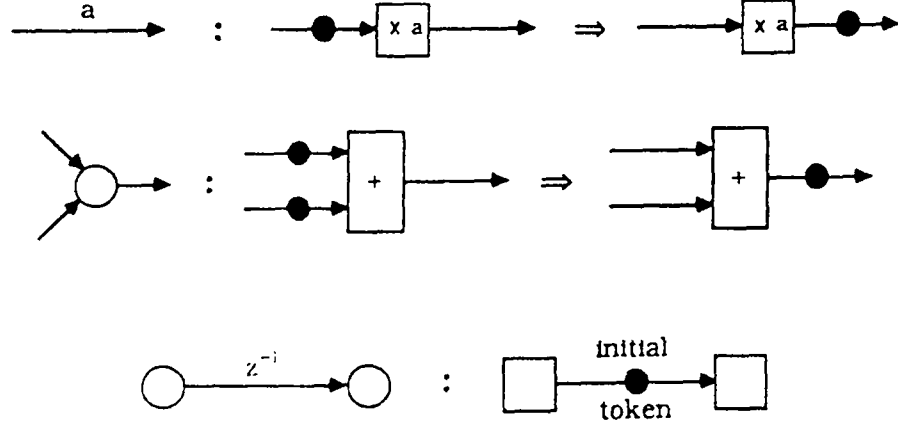 a
:
x a
⇒
x a
:
+
⇒
+
z⁻¹
:
initial
token